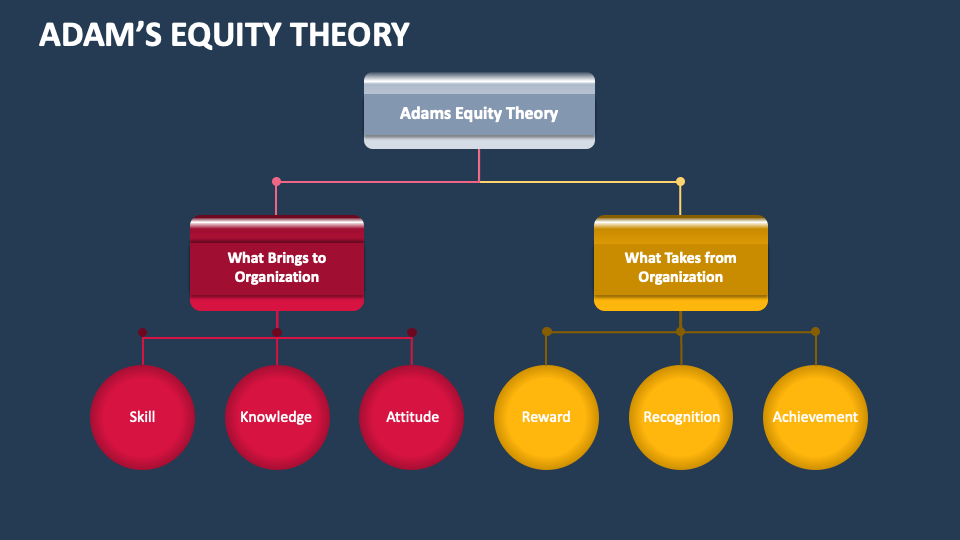 ADAM’S EQUITY THEORY
Adams Equity Theory
What Brings to
Organization
What Takes from
Organization
Skill
Knowledge
Attitude
Reward
Recognition
Achievement